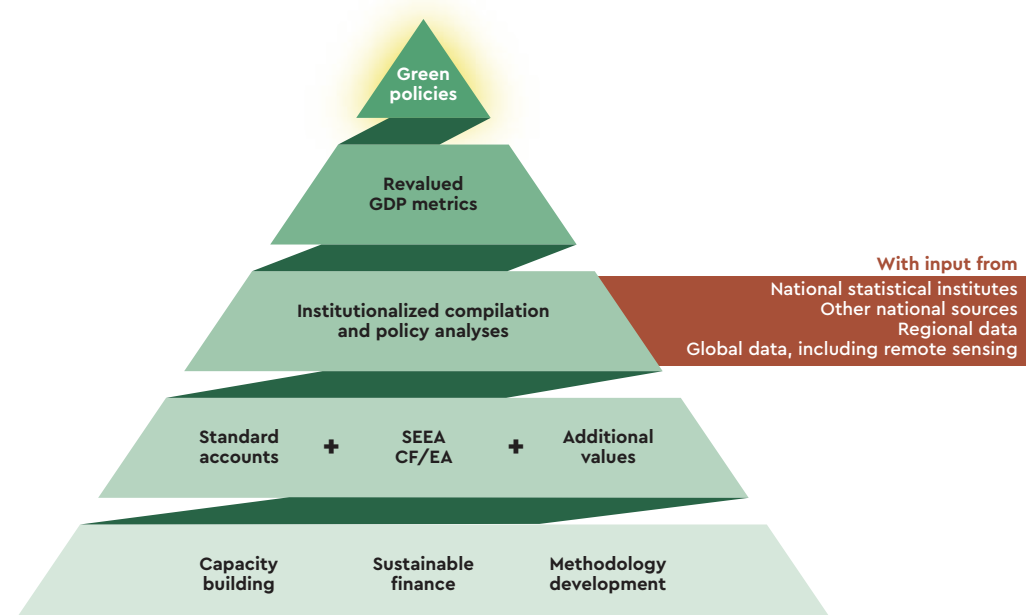 Green
policies
Revalued
GDP metrics
With input from
National statistical institutes
Other national sources
Regional data
Global data, including remote sensing
Institutionalized compilation
and policy analyses
Standard
accounts
+
SEEA
CF/EA
+
Additional
values
Capacity
building
Sustainable
finance
Methodology
development